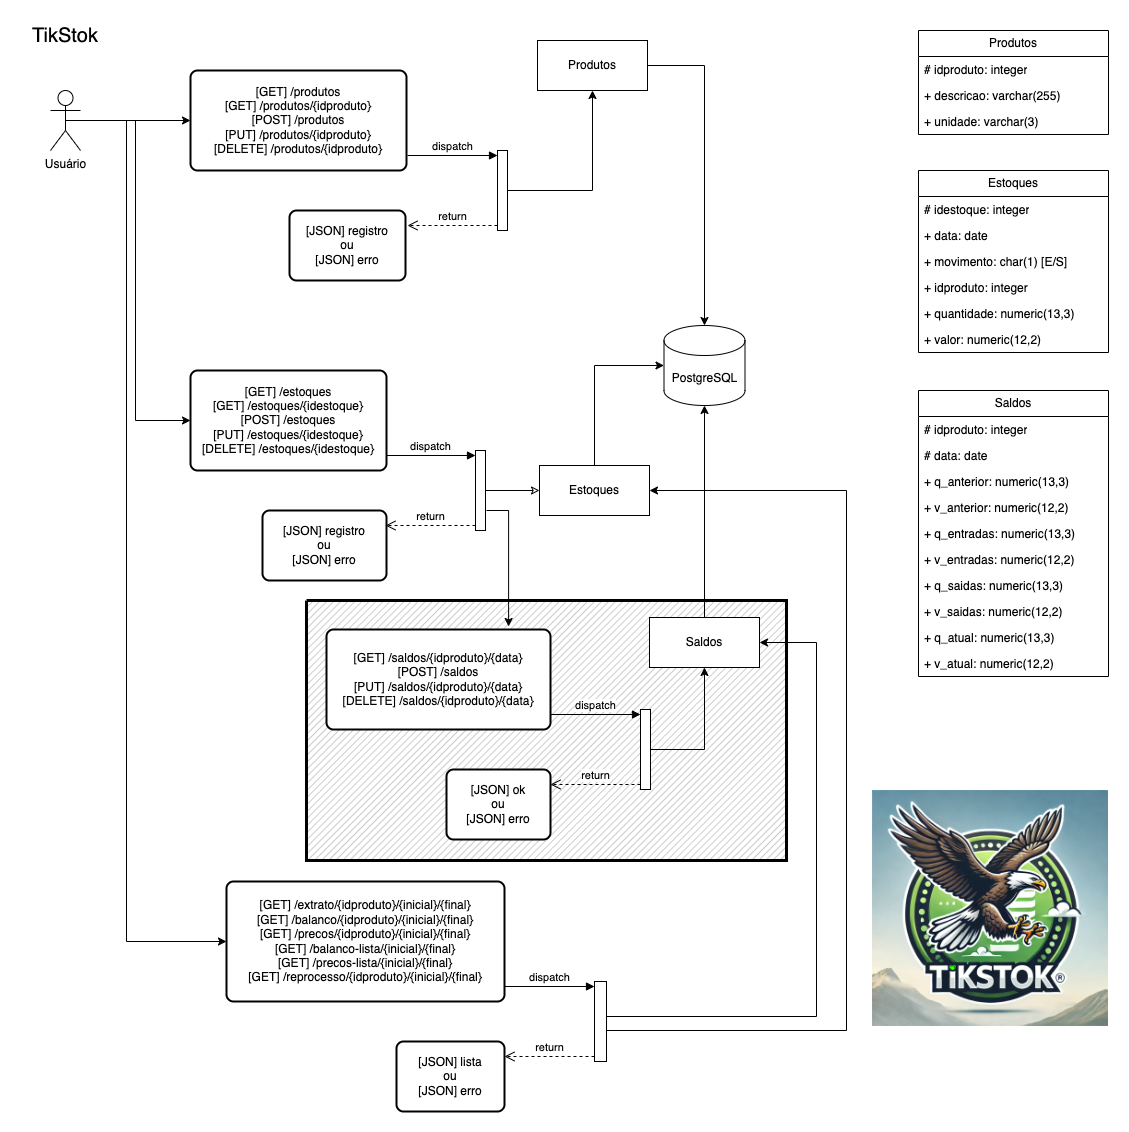 TikStok
Usuário
[GET] /produtos
[GET] /produtos/{idproduto}
[POST] /produtos
[PUT] /produtos/{idproduto}
[DELETE] /produtos/{idproduto}
dispatch
return
[JSON] registro
ou
[JSON] erro
Produtos
PostgreSQL
[GET] /estoques
[GET] /estoques/{idestoque}
[POST] /estoques
[PUT] /estoques/{idestoque}
[DELETE] /estoques/{idestoque}
dispatch
return
[JSON] registro
ou
[JSON] erro
Estoques
[GET] /saldos/{idproduto}/{data}
[POST] /saldos
[PUT] /saldos/{idproduto}/{data}
[DELETE] /saldos/{idproduto}/{data}
dispatch
return
[JSON] ok
ou
[JSON] erro
Saldos
[GET] /extrato/{idproduto}/{inicial}/{final}
[GET] /balanco/{idproduto}/{inicial}/{final}
[GET] /precos/{idproduto}/{inicial}/{final}
[GET] /balanco-lista/{inicial}/{final}
[GET] /precos-lista/{inicial}/{final}
[GET] /reprocesso/{idproduto}/{inicial}/{final}
dispatch
return
[JSON] lista
ou
[JSON] erro
Produtos
# idproduto: integer
+ descricao: varchar(255)
+ unidade: varchar(3)
Estoques
# idestoque: integer
+ data: date
+ movimento: char(1) [E/S]
+ idproduto: integer
+ quantidade: numeric(13,3)
+ valor: numeric(12,2)
Saldos
# idproduto: integer
# data: date
+ q_anterior: numeric(13,3)
+ v_anterior: numeric(12,2)
+ q_entradas: numeric(13,3)
+ v_entradas: numeric(12,2)
+ q_saidas: numeric(13,3)
+ v_saidas: numeric(12,2)
+ q_atual: numeric(13,3)
+ v_atual: numeric(12,2)
TiKSTOK®